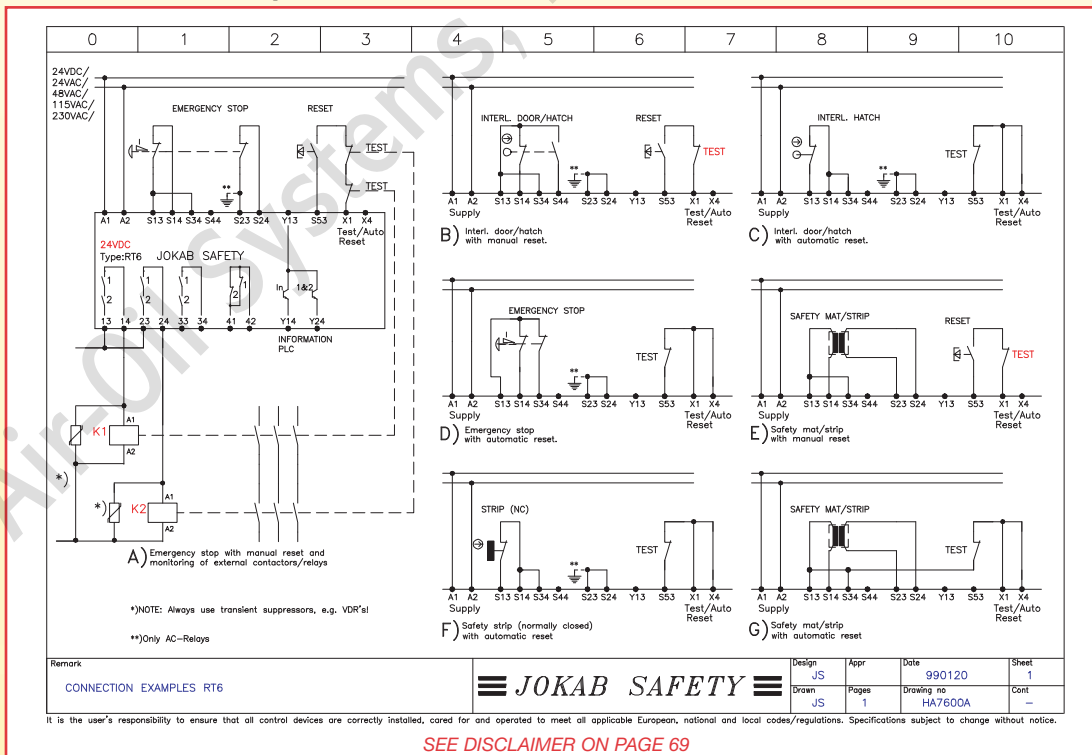 0 1 2 3 4 5 6 7 8 9 10
24VDC/
24VAC/
48VAC/
115VAC/
230VAC/
EMERGENCY STOP
RESET
TEST
TEST
**
A1 A2 S13 S14 S34 S44 S23 S24 Y13 S53 X1 X4
Test/Auto
Reset
24VDC
Type:RT6 JOKAB SAFETY
1 1 1 1
2 2 2 2
In 1&2
13 14 23 24 33 34 41 42 Y14 Y24
INFORMATION
PLC
K1
A1
A2
*)
*)
K2
A1
A2
A) Emergency stop with manual reset and
monitoring of external contactors/relays
*)NOTE: Always use transient suppressors, e.g. VDR's!
**)Only AC-Relays
INTERL. DOOR/HATCH
RESET
**
TEST
A1 A2 S13 S14 S34 S44 S23 S24 Y13 S53 X1 X4
Supply
Test/Auto
Reset
B) Interl. door/hatch
with manual reset.
INTERL. HATCH
**
TEST
A1 A2 S13 S14 S34 S44 S23 S24 Y13 S53 X1 X4
Supply
Test/Auto
Reset
C) Interl. door/hatch
with automatic reset.
EMERGENCY STOP
**
TEST
A1 A2 S13 S14 S34 S44 S23 S24 Y13 S53 X1 X4
Supply
Test/Auto
Reset
D) Emergency stop
with automatic reset.
SAFETY MAT/STRIP
RESET
TEST
A1 A2 S13 S14 S34 S44 S23 S24 Y13 S53 X1 X4
Supply
Test/Auto
Reset
E) Safety mat/strip
with manual reset
STRIP (NC)
**
TEST
A1 A2 S13 S14 S34 S44 S23 S24 Y13 S53 X1 X4
Supply
Test/Auto
Reset
F) Safety strip (normally closed)
with automatic reset
SAFETY MAT/STRIP
TEST
A1 A2 S13 S14 S34 S44 S23 S24 Y13 S53 X1 X4
Supply
Test/Auto
Reset
G) Safety mat/strip
with automatic reset
Remark
CONNECTION EXAMPLES RT6
JOKAB SAFETY
Design Appr Date Sheet
JS 990120 1
Drawn Pages Drawing no Cont
JS 1 HA7600A –
It is the user's responsibility to ensure that all control devices are correctly installed, cared for and operated to meet all applicable European, national and local codes/regulations. Specifications subject to change without notice.
SEE DISCLAIMER ON PAGE 69
Air-Oil Systems,